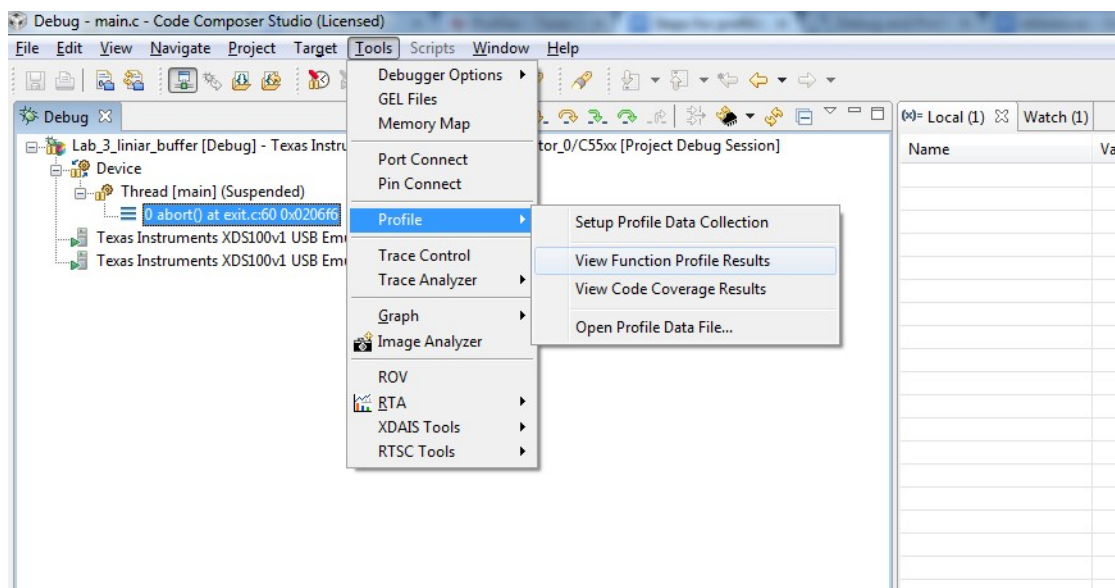 Debug - main.c - Code Composer Studio (Licensed)
File Edit View Navigate Project Target Tools Scripts Window Help
Debug
Lab_3_liniar_buffer [Debug] - Texas Instru
tor_0/C55xx [Project Debug Session]
Device
Thread [main] (Suspended)
0 abort() at exit.c:60 0x0206f6
Texas Instruments XDS100v1 USB Emu
Texas Instruments XDS100v1 USB Emu
Debugger Options
GEL Files
Memory Map
Port Connect
Pin Connect
Profile
Trace Control
Trace Analyzer
Graph
Image Analyzer
ROV
RTA
XDAIS Tools
RTSC Tools
Setup Profile Data Collection
View Function Profile Results
View Code Coverage Results
Open Profile Data File...
(x)= Local (1) Watch (1)
Name Va